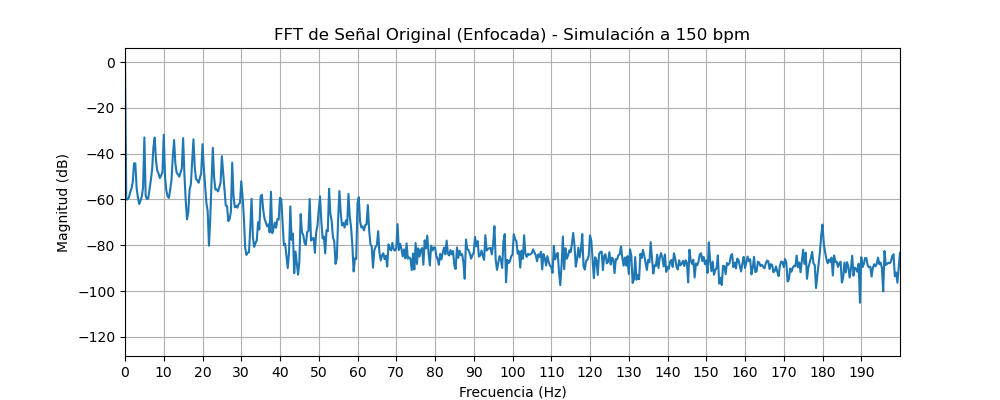 FFT de Señal Original (Enfocada) - Simulación a 150 bpm
Magnitud (dB)
0
−20
−40
−60
−80
−100
−120
0 10 20 30 40 50 60 70 80 90 100 110 120 130 140 150 160 170 180 190
Frecuencia (Hz)